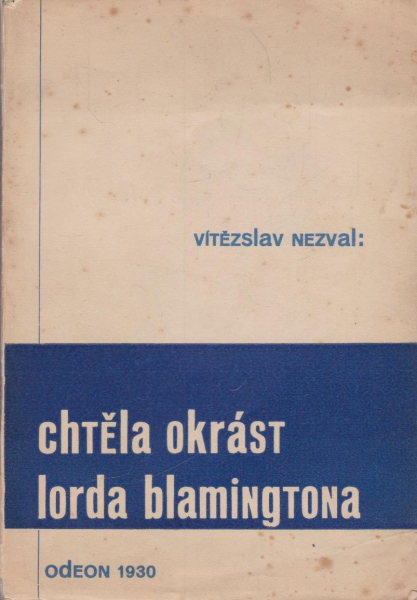 VÍTĚZslav NEZval:
chTĚla okrásT
lorda blamingTONa
OdEON 1930